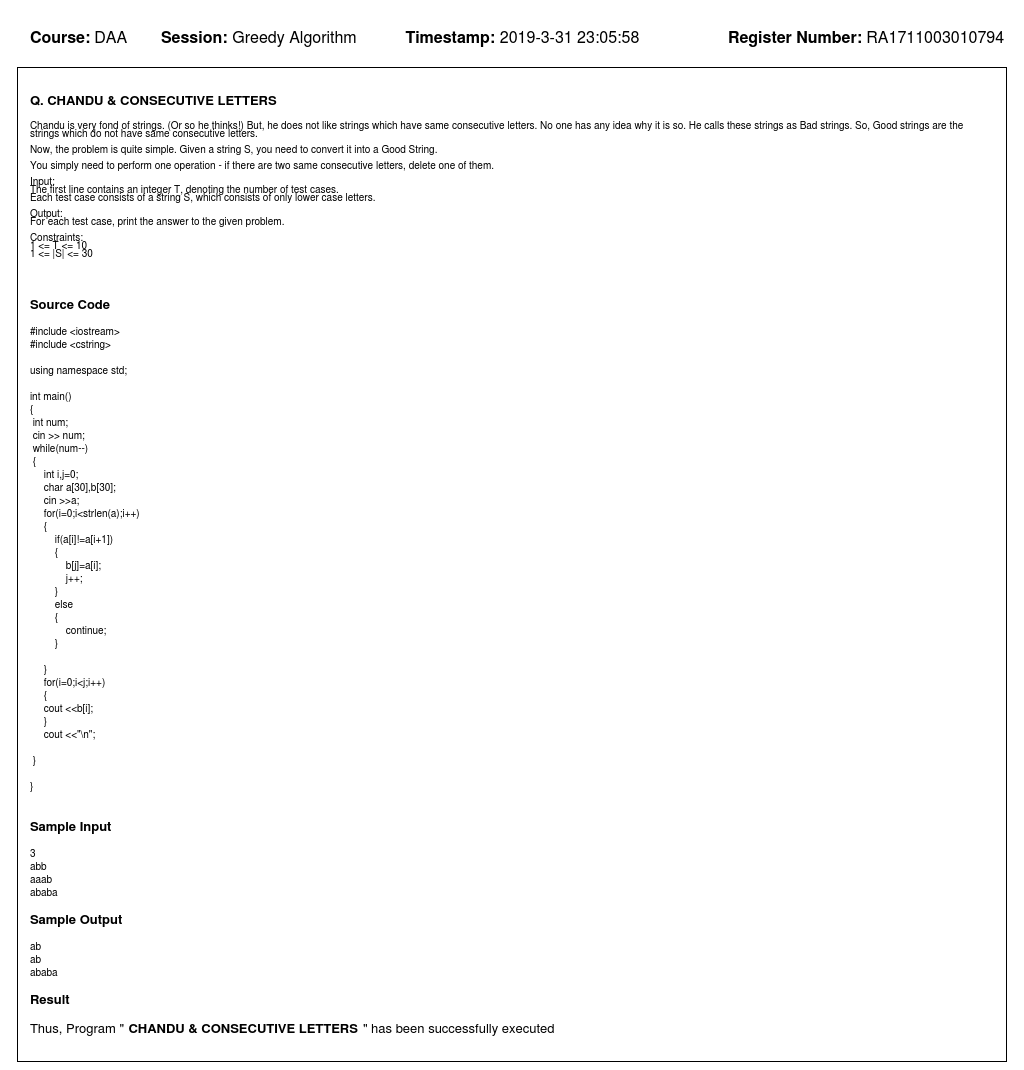 Course: DAA Session: Greedy Algorithm Timestamp: 2019-3-31 23:05:58 Register Number: RA1711003010794
Q. CHANDU & CONSECUTIVE LETTERS
Chandu is very fond of strings. (Or so he thinks!) But, he does not like strings which have same consecutive letters. No one has any idea why it is so. He calls these strings as Bad strings. So, Good strings are the
strings which do not have same consecutive letters.
Now, the problem is quite simple. Given a string S, you need to convert it into a Good String.
You simply need to perform one operation - if there are two same consecutive letters, delete one of them.
Input:
The first line contains an integer T, denoting the number of test cases.
Each test case consists of a string S, which consists of only lower case letters.
Output:
For each test case, print the answer to the given problem.
Constraints:
1 <= T <= 10
1 <= |S| <= 30
Source Code
#include <iostream>
#include <cstring>
using namespace std;
int main()
{
int num;
cin >> num;
while(num--)
{
int i,j=0;
char a[30],b[30];
cin >>a;
for(i=0;i<strlen(a);i++)
{
if(a[i]!=a[i+1])
{
b[j]=a[i];
j++;
}
else
{
continue;
}
}
for(i=0;i<j;i++)
{
cout <<b[i];
}
cout <<"\n";
}
}
Sample Input
3
abb
aaab
ababa
Sample Output
ab
ab
ababa
Result
Thus, Program " CHANDU & CONSECUTIVE LETTERS " has been successfully executed